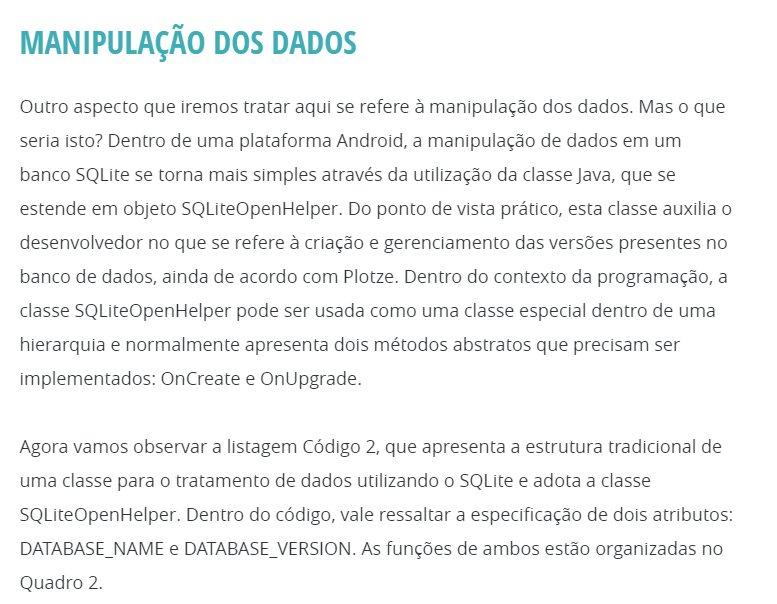 MANIPULAÇÃO DOS DADOS
Outro aspecto que iremos tratar aqui se refere à manipulação dos dados. Mas o que
seria isto? Dentro de uma plataforma Android, a manipulação de dados em um
banco SQLite se torna mais simples através da utilização da classe Java, que se
estende em objeto SQLiteOpenHelper. Do ponto de vista prático, esta classe auxilia o
desenvolvedor no que se refere à criação e gerenciamento das versões presentes no
banco de dados, ainda de acordo com Plotze. Dentro do contexto da programação, a
classe SQLiteOpenHelper pode ser usada como uma classe especial dentro de uma
hierarquia e normalmente apresenta dois métodos abstratos que precisam ser
implementados: OnCreate e OnUpgrade.
Agora vamos observar a listagem Código 2, que apresenta a estrutura tradicional de
uma classe para o tratamento de dados utilizando o SQLite e adota a classe
SQLiteOpenHelper. Dentro do código, vale ressaltar a especificação de dois atributos:
DATABASE_NAME e DATABASE_VERSION. As funções de ambos estão organizadas no
Quadro 2.